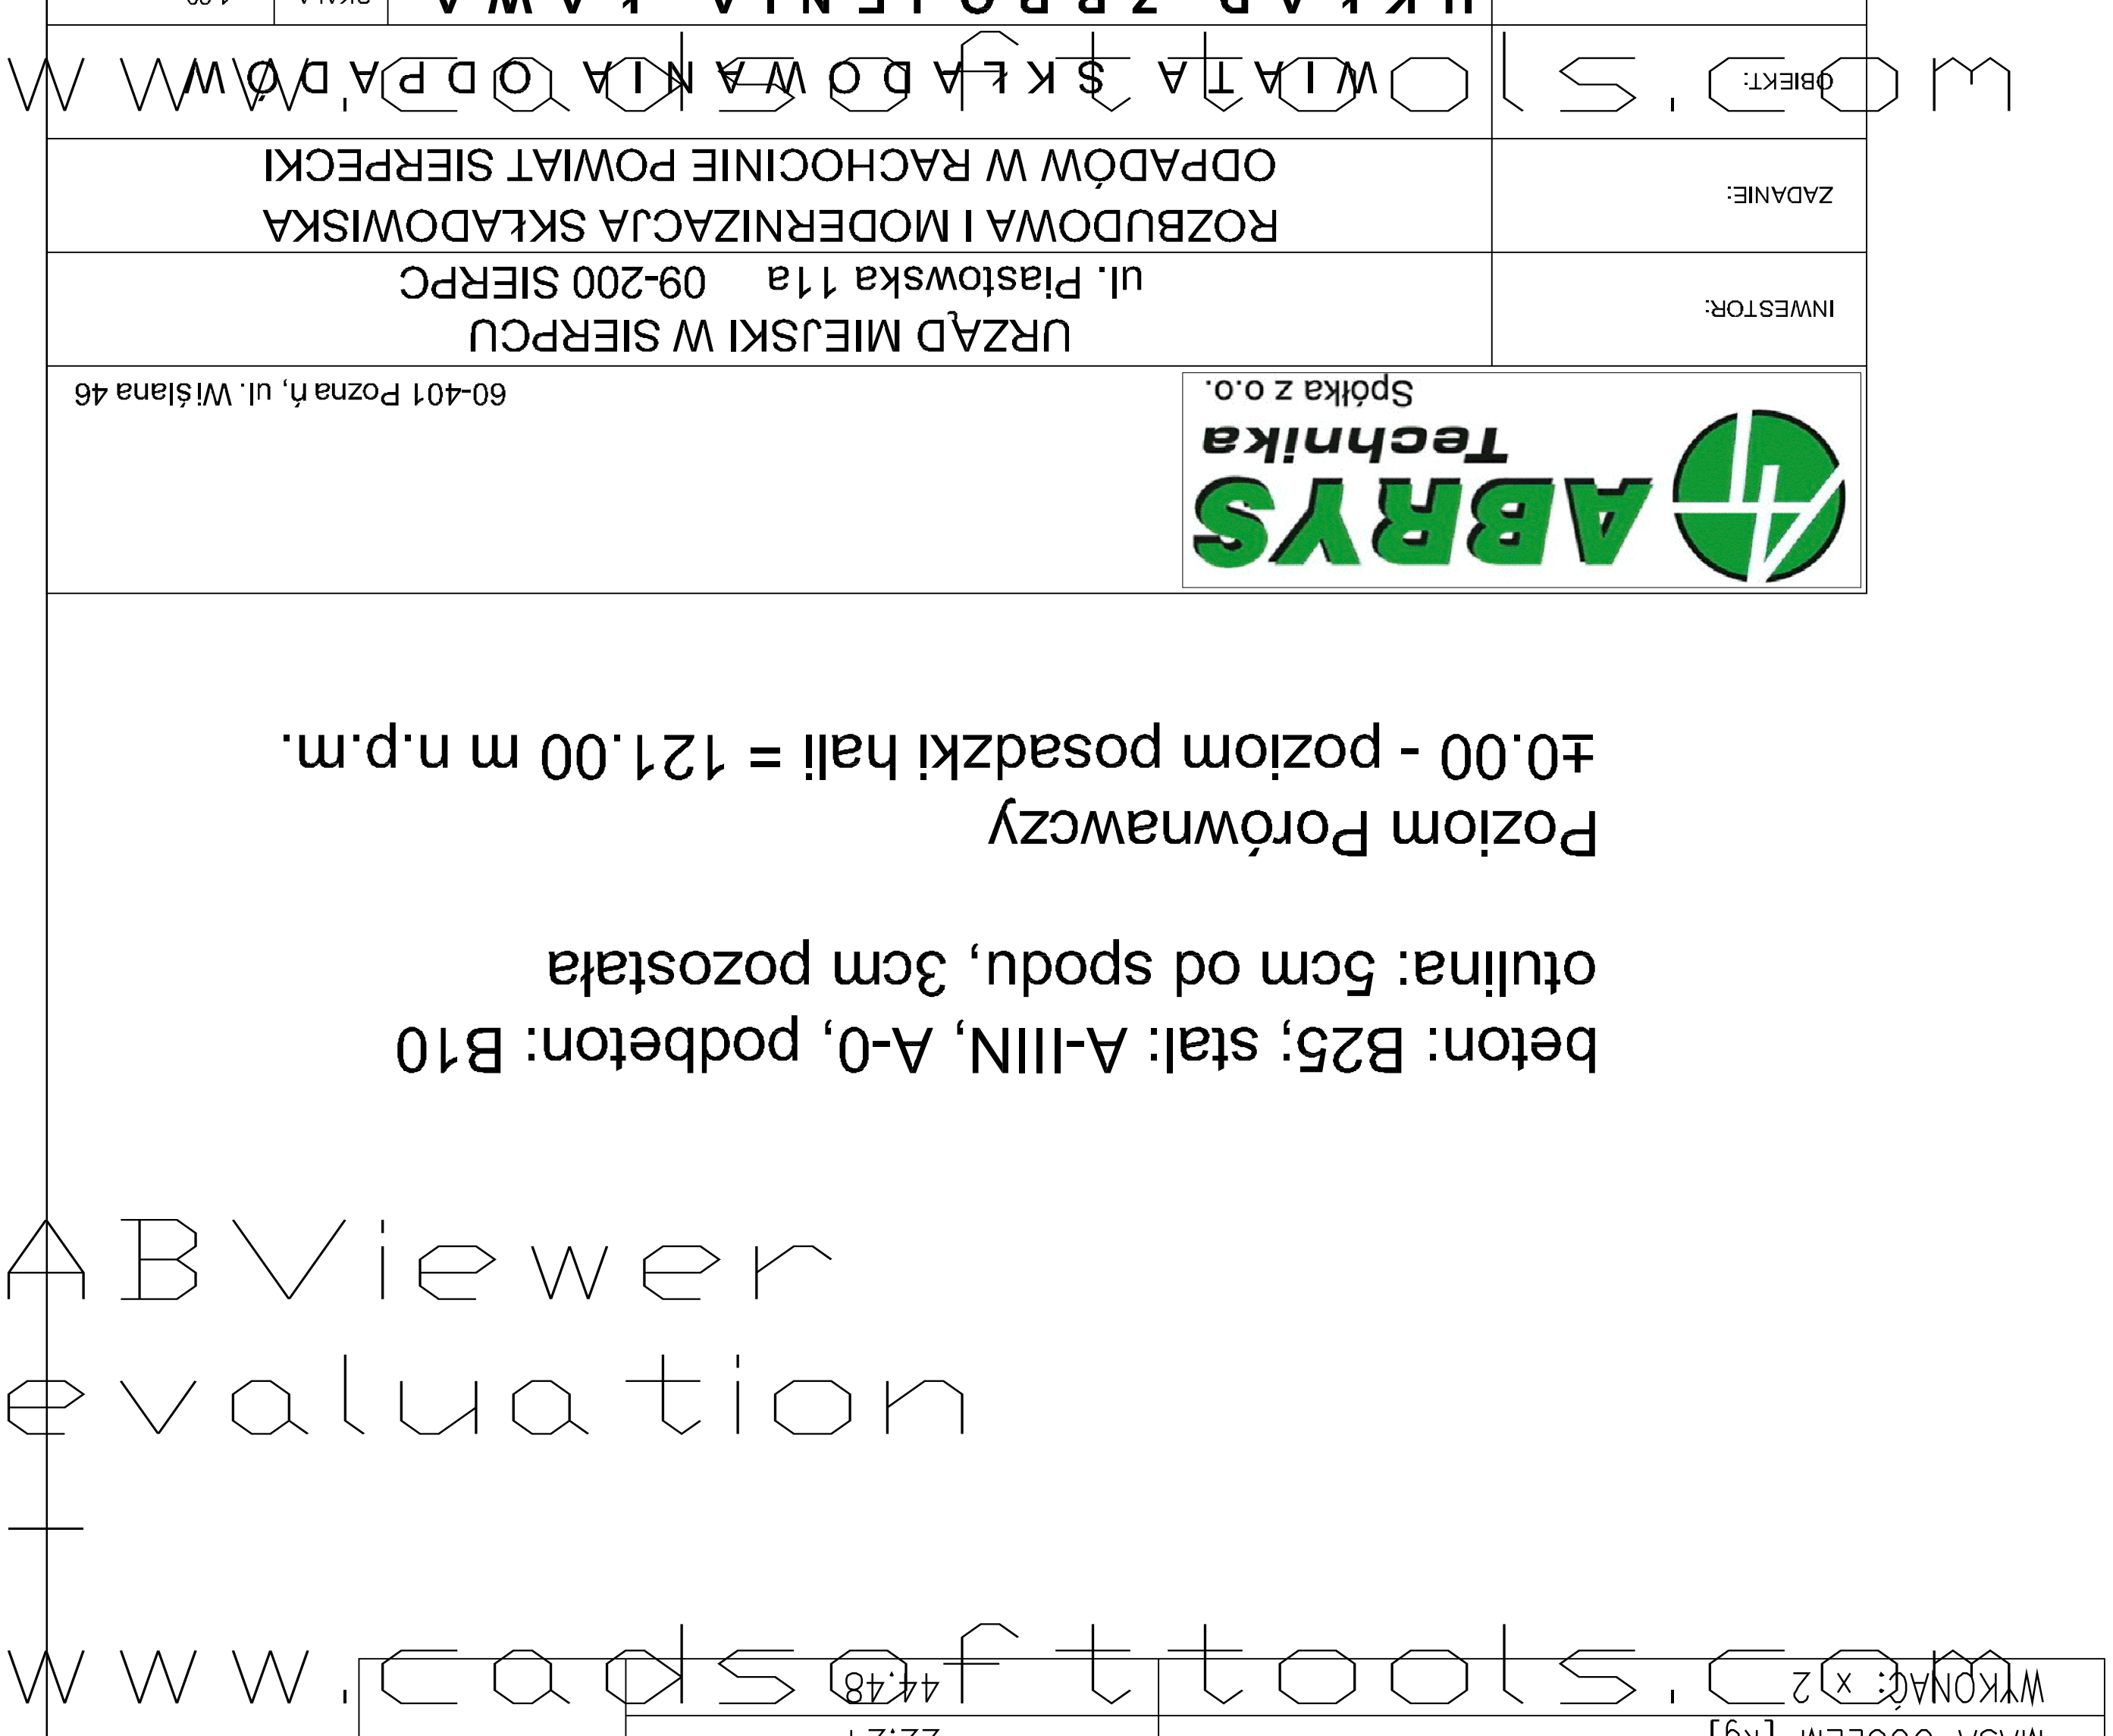 WYKONAĆ: x 2 44.48
beton: B25; stal: A-IIIN, A-0, podbeton: B10
otulina: 5cm od spodu, 3cm pozostała
Poziom Porównawczy
±0.00 - poziom posadzki hali = 121.00 m n.p.m.
ABRYS
Technika
Spółka z o.o.
60-401 Poznań, ul. Wiślana 46
INWESTOR:
URZĄD MIEJSKI W SIERPCU
ul. Piastowska 11a 09-200 SIERPC
ZADANIE:
ROZBUDOWA I MODERNIZACJA SKŁADOWISKA
ODPADÓW W RACHOCINIE POWIAT SIERPECKI
OBIEKT:
WIATA SKŁADOWANIA ODPADÓW
www.cadsofttools.com
ABViewer
evaluation
-
www.cadsofttools.com